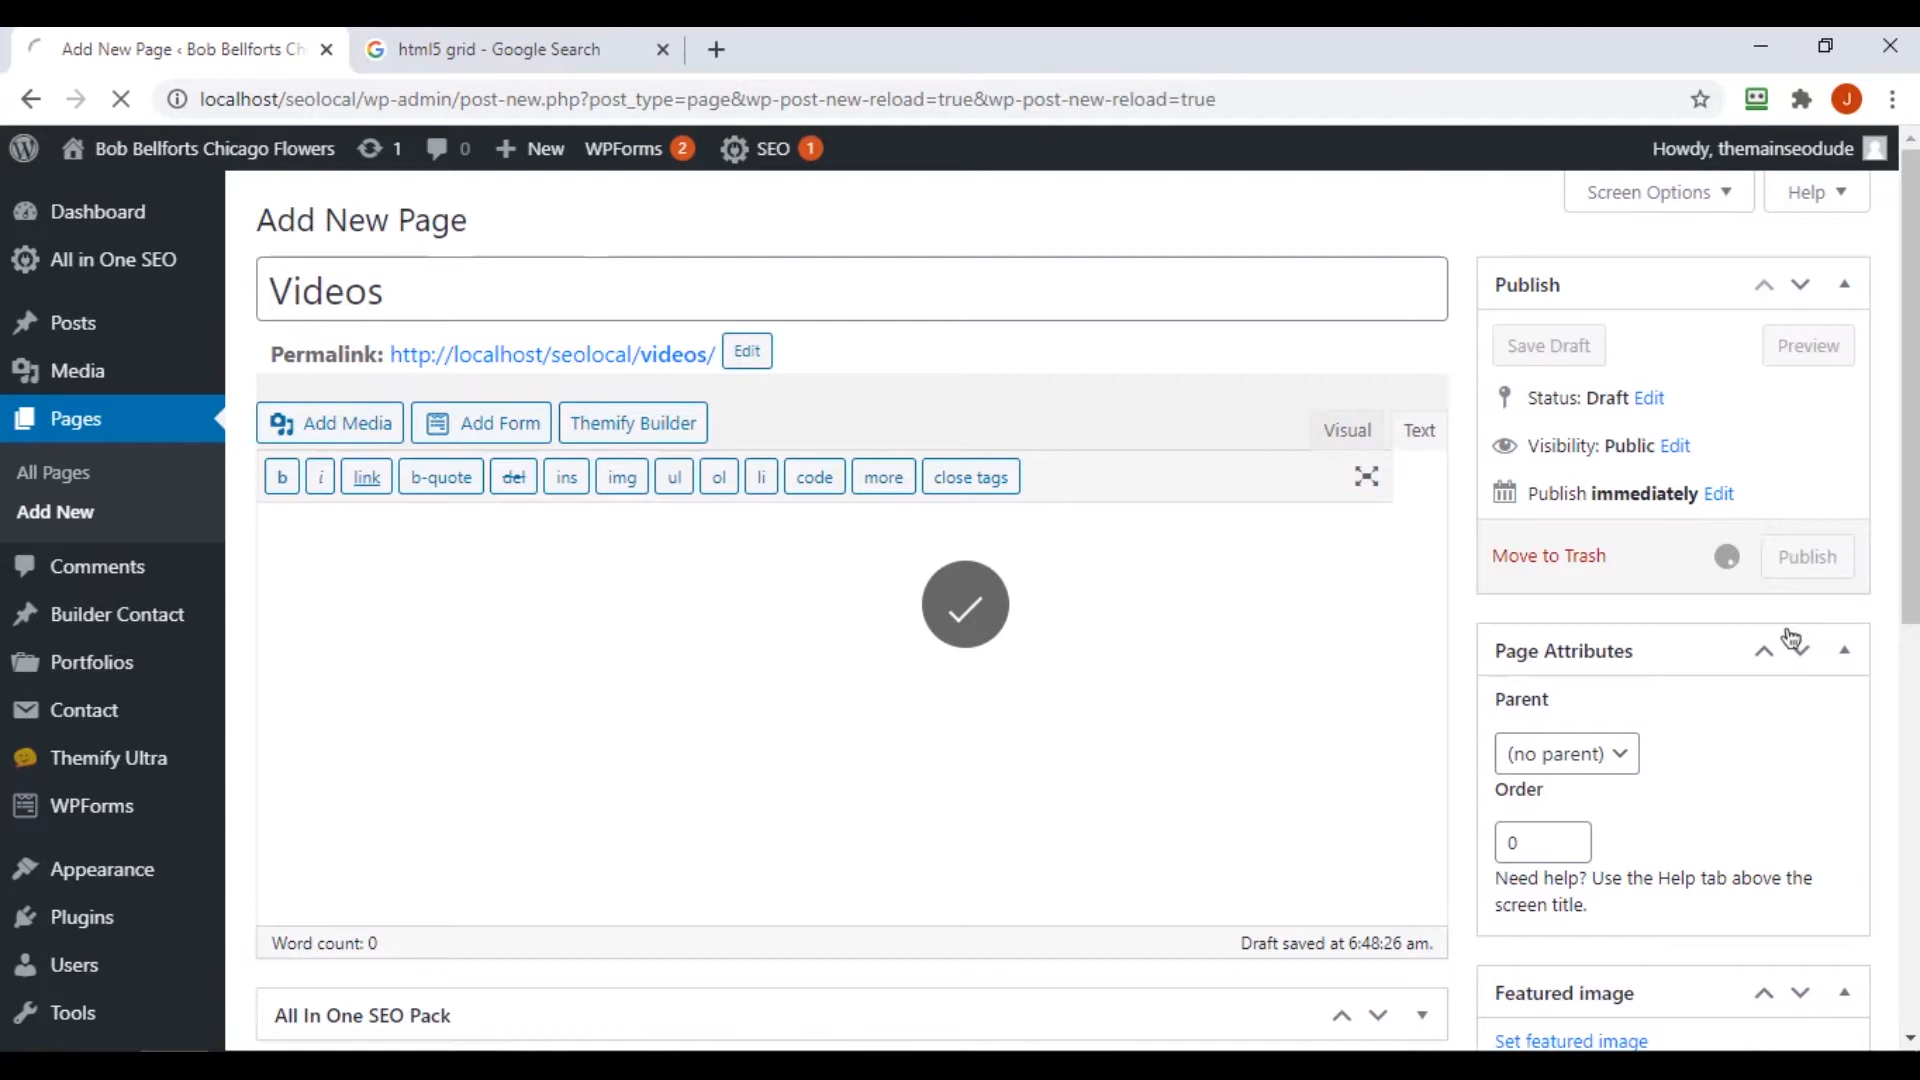 Add New Page ‹ Bob Bellforts Ch
html5 grid - Google Search
localhost/seolocal/wp-admin/post-new.php?post_type=page&wp-post-new-reload=true&wp-post-new-reload=true
J
Bob Bellforts Chicago Flowers
1
0
New
WPForms 2
SEO 1
Howdy, themainseodude
Dashboard
All in One SEO
Posts
Media
Pages
All Pages
Add New
Comments
Builder Contact
Portfolios
Contact
Themify Ultra
WPForms
Appearance
Plugins
Users
Tools
Screen Options
Help
Add New Page
Videos
Permalink: http://localhost/seolocal/videos/ Edit
Add Media
Add Form
Themify Builder
Visual
Text
b
i
link
b-quote
del
ins
img
ul
ol
li
code
more
close tags
Word count: 0
Draft saved at 6:48:26 am.
All In One SEO Pack
Publish
Save Draft
Preview
Status: Draft Edit
Visibility: Public Edit
Publish immediately Edit
Move to Trash
Publish
Page Attributes
Parent
(no parent)
Order
0
Need help? Use the Help tab above the
screen title.
Featured image
Set featured image